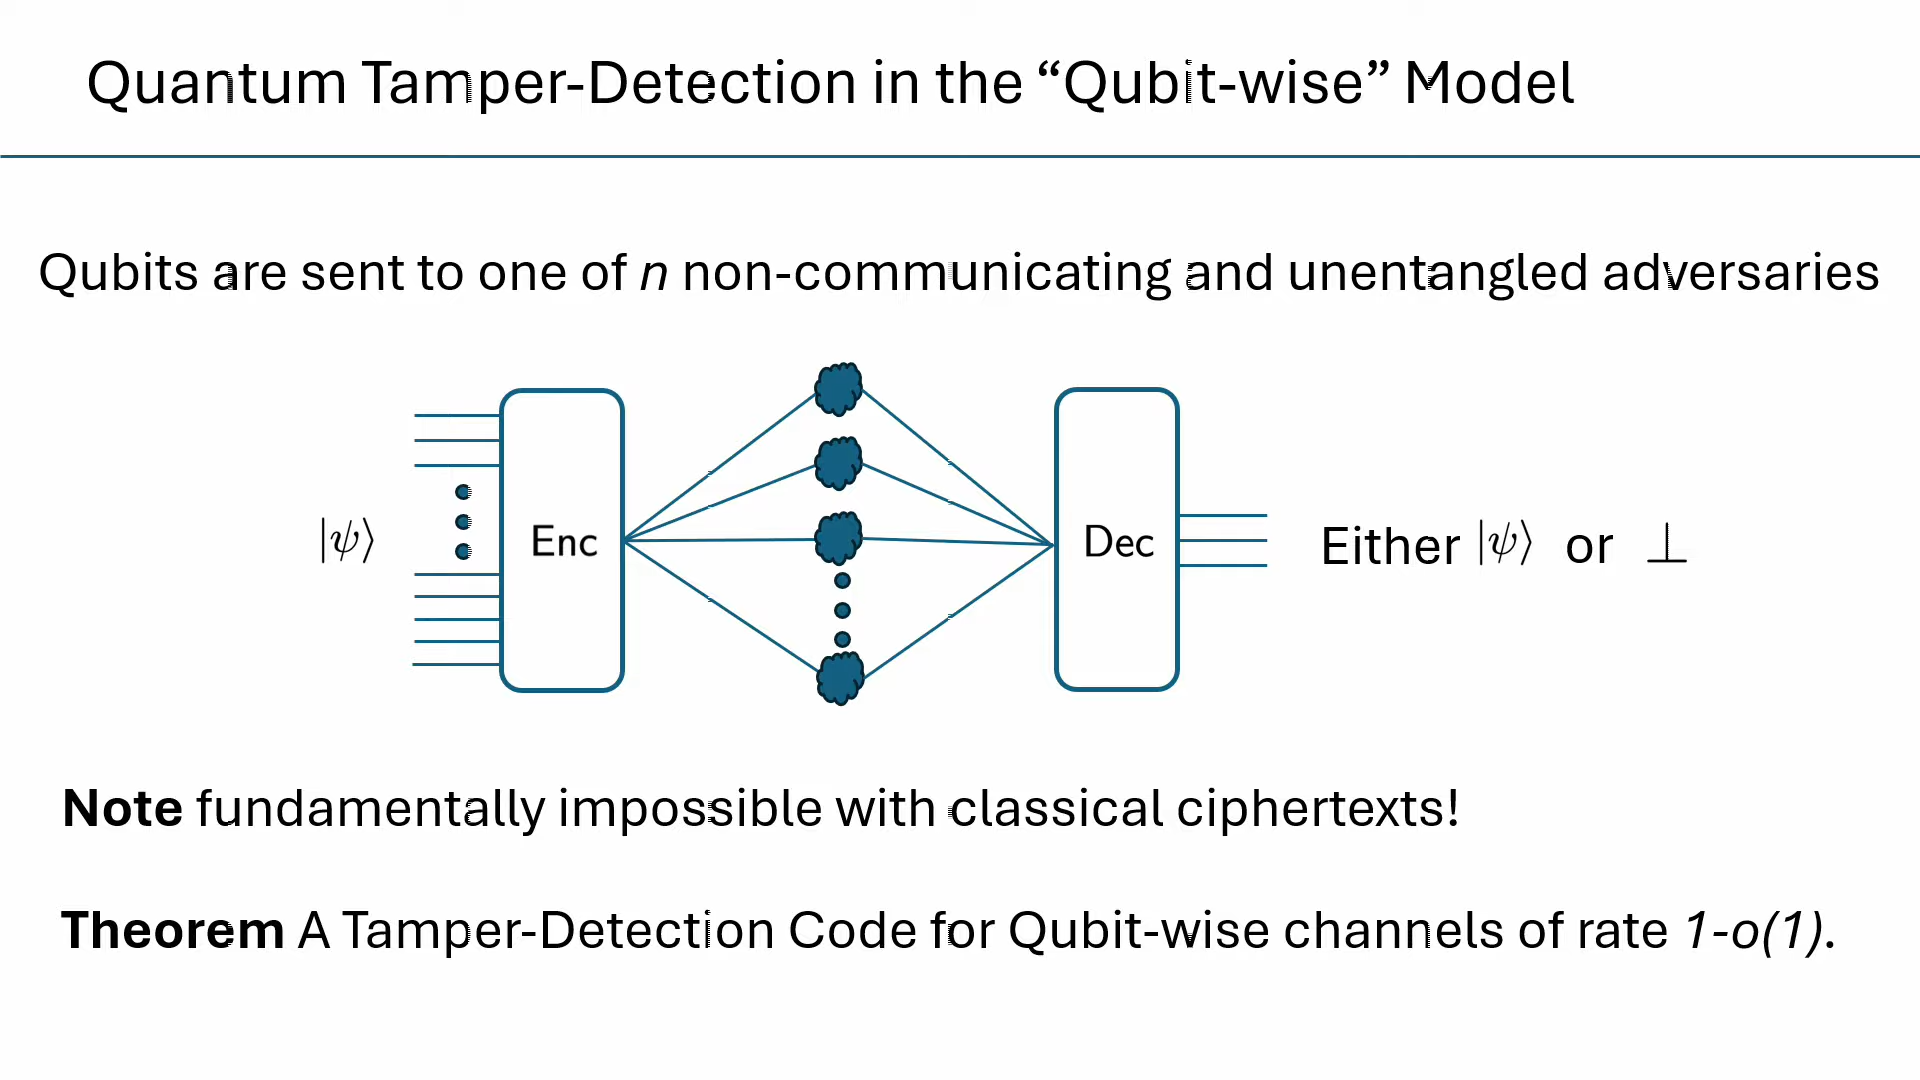 Quantum Tamper-Detection in the “Qubit-wise” Model
Qubits are sent to one of n non-communicating and unentangled adversaries
|ψ⟩ Enc Dec Either |ψ⟩ or ⊥
Note fundamentally impossible with classical ciphertexts!
Theorem A Tamper-Detection Code for Qubit-wise channels of rate 1-o(1).